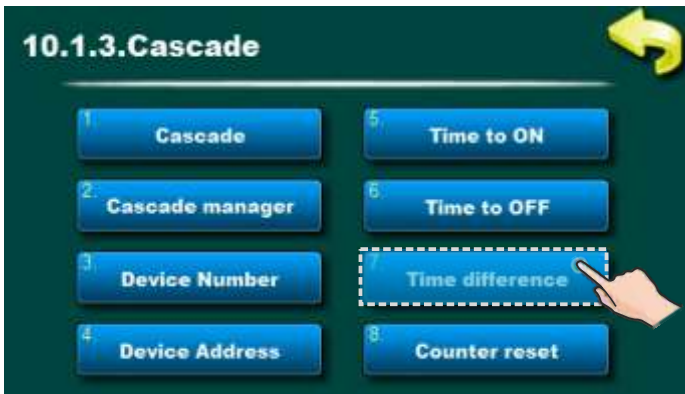 10.1.3.Cascade
1. Cascade
2. Cascade manager
3. Device Number
4. Device Address
5. Time to ON
6. Time to OFF
7. Time difference
8. Counter reset